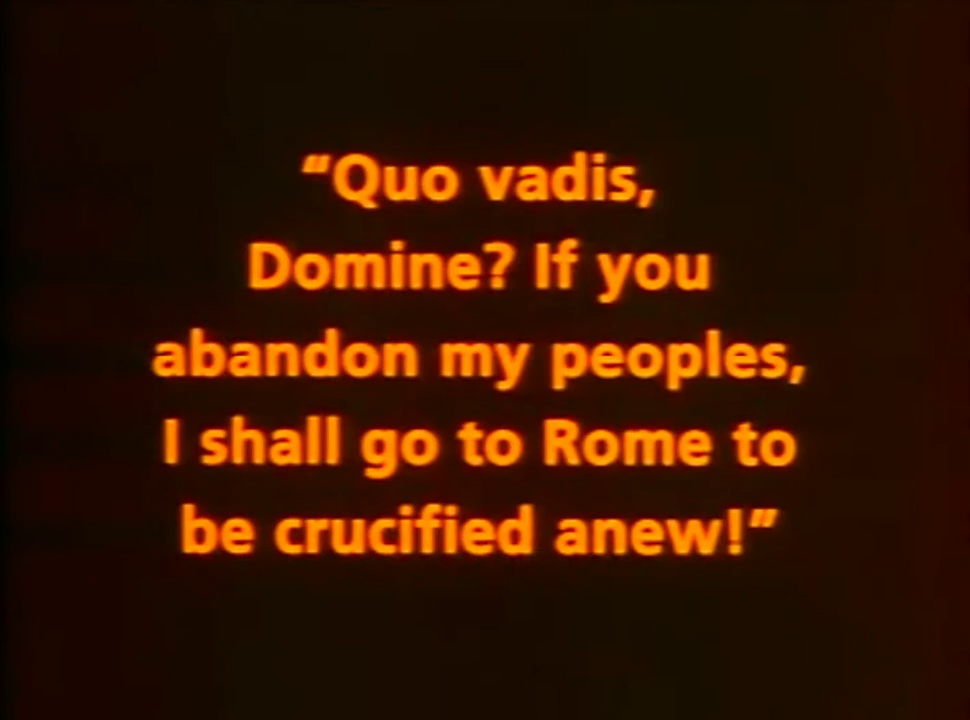 “Quo vadis,
Domine? If you
abandon my peoples,
I shall go to Rome to
be crucified anew!”